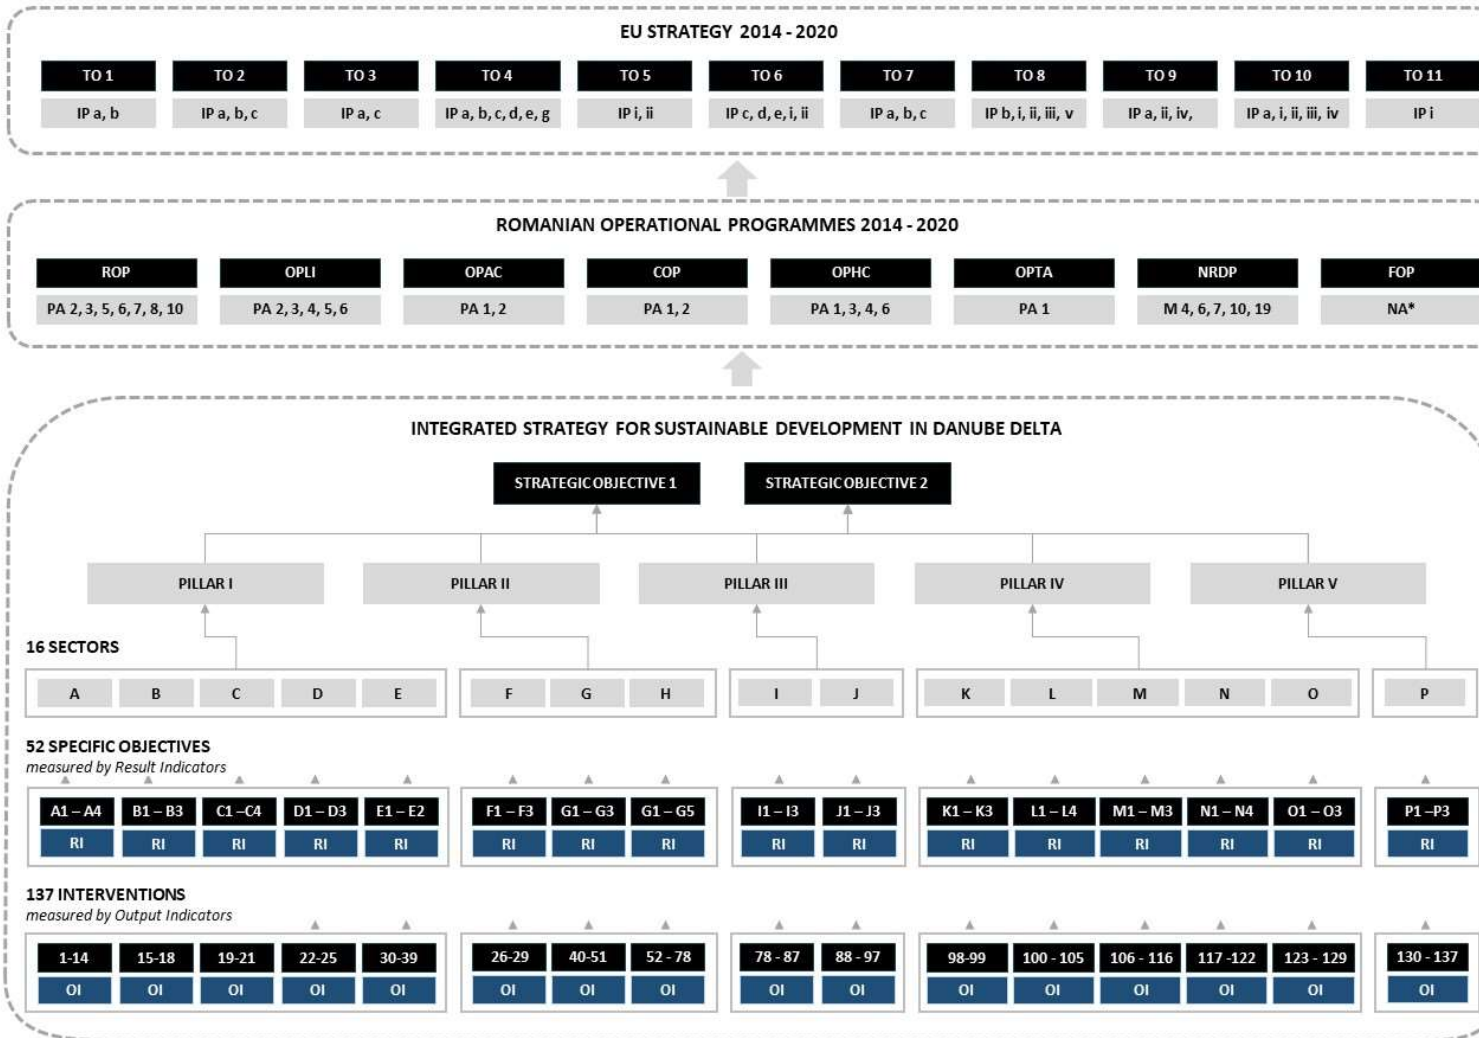 EU STRATEGY 2014 - 2020
TO 1 TO 2 TO 3 TO 4 TO 5 TO 6 TO 7 TO 8 TO 9 TO 10 TO 11
IP a, b IP a, b, c IP a, c IP a, b, c, d, e, g IP i, ii IP c, d, e, i, ii IP a, b, c IP b, i, ii, iii, v IP a, ii, iv, IP a, i, ii, iii, iv IP i
ROMANIAN OPERATIONAL PROGRAMMES 2014 - 2020
ROP OPLI OPAC COP OPHC OPTA NRDP FOP
PA 2, 3, 5, 6, 7, 8, 10 PA 2, 3, 4, 5, 6 PA 1, 2 PA 1, 2 PA 1, 3, 4, 6 PA 1 M 4, 6, 7, 10, 19 NA*
INTEGRATED STRATEGY FOR SUSTAINABLE DEVELOPMENT IN DANUBE DELTA
STRATEGIC OBJECTIVE 1 STRATEGIC OBJECTIVE 2
PILLAR I PILLAR II PILLAR III PILLAR IV PILLAR V
16 SECTORS
A B C D E F G H I J K L M N O P
52 SPECIFIC OBJECTIVES
measured by Result Indicators
A1 – A4 B1 – B3 C1 –C4 D1 – D3 E1 – E2 F1 – F3 G1 – G3 G1 – G5 I1 – I3 J1 – J3 K1 – K3 L1 – L4 M1 – M3 N1 – N4 O1 – O3 P1 –P3
RI RI RI RI RI RI RI RI RI RI RI RI RI RI RI RI
137 INTERVENTIONS
measured by Output Indicators
1-14 15-18 19-21 22-25 30-39 26-29 40-51 52 - 78 78 - 87 88 - 97 98-99 100 - 105 106 - 116 117 -122 123 - 129 130 - 137
OI OI OI OI OI OI OI OI OI OI OI OI OI OI OI OI